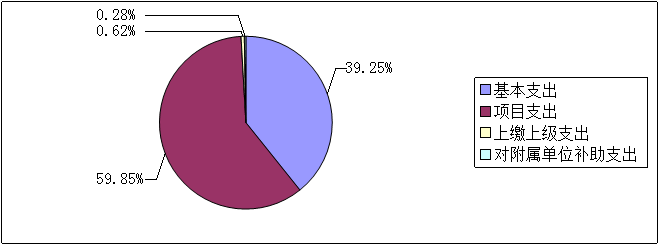 0.28%
0.62%
39.25%
59.85%
基本支出
项目支出
上缴上级支出
对附属单位补助支出